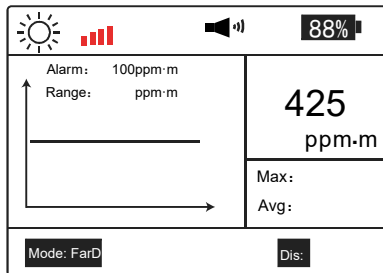 88%
Alarm： 100ppm·m
Range： ppm·m
425
ppm·m
Max：
Avg：
Mode: FarD
Dis: